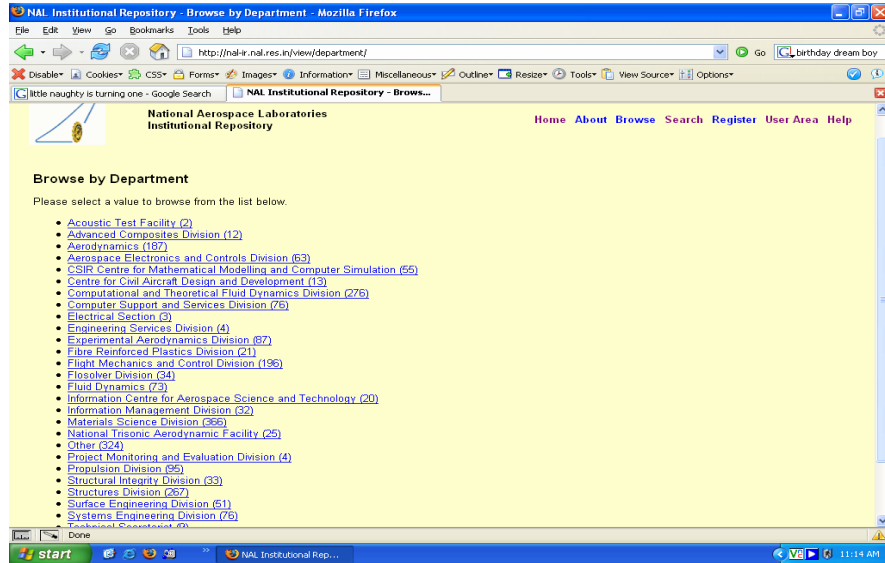 NAL Institutional Repository - Browse by Department - Mozilla Firefox
File Edit View Go Bookmarks Tools Help
http://nal-ir.nal.res.in/view/department/ Go birthday dream boy
Disable Cookies CSS Forms Images Information Miscellaneous Outline Resize Tools View Source Options
little naughty is turning one - Google Search NAL Institutional Repository - Brows...
National Aerospace Laboratories
Institutional Repository
Home About Browse Search Register User Area Help
Browse by Department
Please select a value to browse from the list below.
Acoustic Test Facility (2)
Advanced Composites Division (12)
Aerodynamics (187)
Aerospace Electronics and Controls Division (63)
CSIR Centre for Mathematical Modelling and Computer Simulation (55)
Centre for Civil Aircraft Design and Development (13)
Computational and Theoretical Fluid Dynamics Division (276)
Computer Support and Services Division (76)
Electrical Section (3)
Engineering Services Division (4)
Experimental Aerodynamics Division (87)
Fibre Reinforced Plastics Division (21)
Flight Mechanics and Control Division (196)
Flosolver Division (34)
Fluid Dynamics (73)
Information Centre for Aerospace Science and Technology (20)
Information Management Division (32)
Materials Science Division (366)
National Trisonic Aerodynamic Facility (25)
Other (324)
Project Monitoring and Evaluation Division (4)
Propulsion Division (95)
Structural Integrity Division (33)
Structures Division (267)
Surface Engineering Division (51)
Systems Engineering Division (76)
Done
start NAL Institutional Rep... 11:14 AM